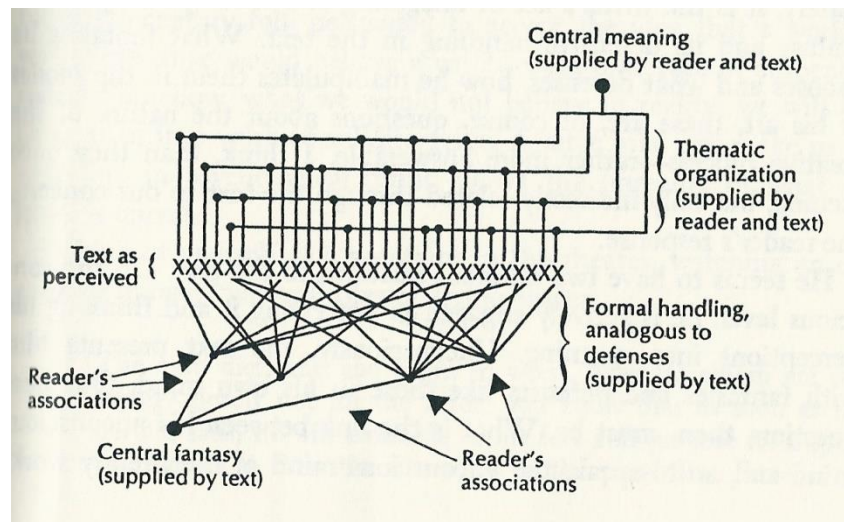 Central meaning
(supplied by reader and text)
Thematic
organization
(supplied by
reader and text)
Text as
perceived
XXXXXXXXXXXXXXXXXXXXXXXXXXXXXX
Formal handling,
analogous to
defenses
(supplied by text)
Reader's
associations
Central fantasy
(supplied by text)
Reader's
associations